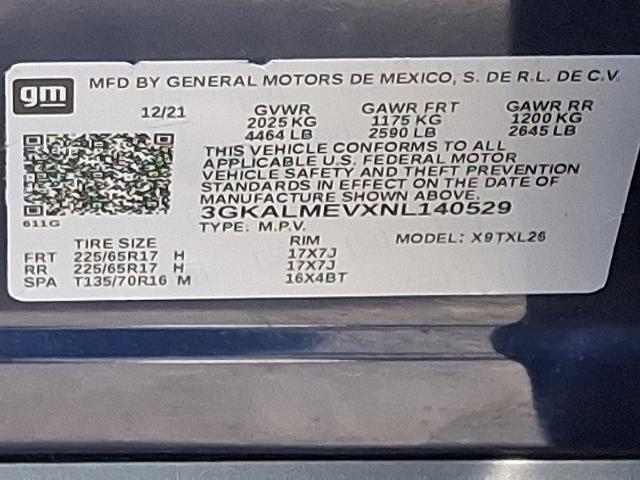 gm
MFD BY GENERAL MOTORS DE MEXICO, S. DE R.L. DE C.V.
12/21 GVWR GAWR FRT GAWR RR
2025 KG 1175 KG 1200 KG
4464 LB 2590 LB 2645 LB
THIS VEHICLE CONFORMS TO ALL
APPLICABLE U.S. FEDERAL MOTOR
VEHICLE SAFETY AND THEFT PREVENTION
STANDARDS IN EFFECT ON THE DATE OF
MANUFACTURE SHOWN ABOVE.
3GKALMEVXNL140529
611G
TYPE: M.P.V.
TIRE SIZE RIM MODEL: X9TXL26
FRT 225/65R17 H 17X7J
RR 225/65R17 H 17X7J
SPA T135/70R16 M 16X4BT